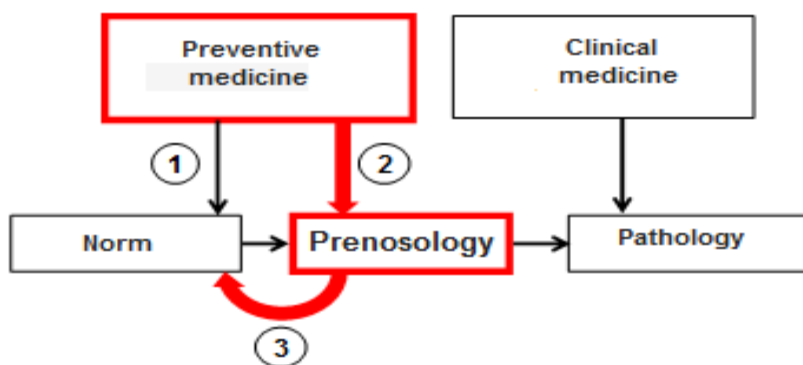 Preventive
medicine
Clinical
medicine
1
2
Norm
Prenosology
Pathology
3